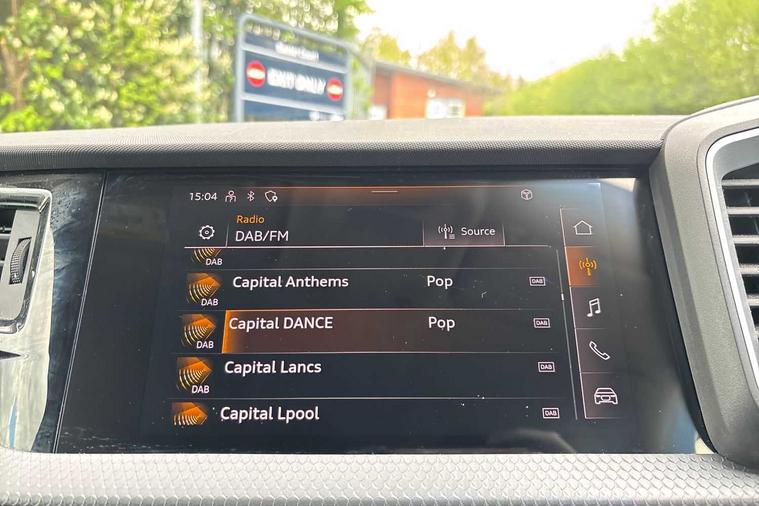 EXIT ONLY
15:04
Radio
DAB/FM
Source
DAB
Capital Anthems Pop DAB
DAB
Capital DANCE Pop DAB
DAB
Capital Lancs DAB
DAB
Capital Lpool DAB